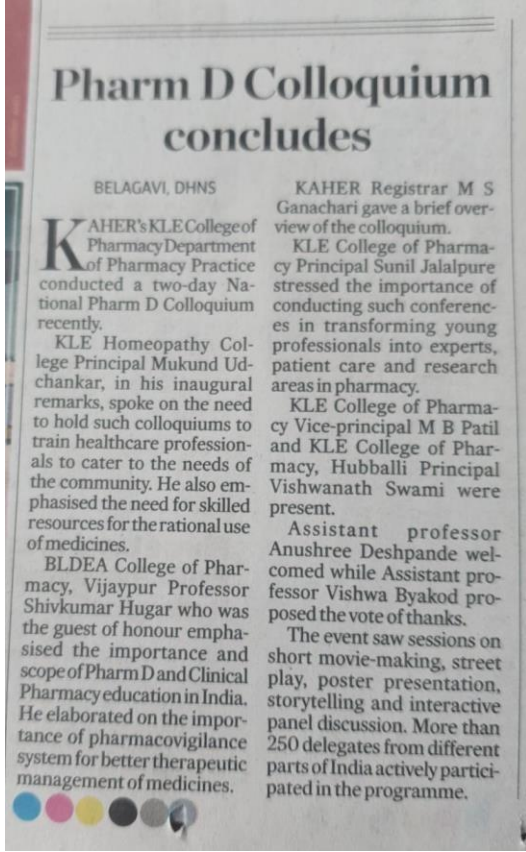 Pharm D Colloquium
concludes
BELAGAVI, DHNS
KAHER's KLE College of
Pharmacy Department
of Pharmacy Practice
conducted a two-day Na-
tional Pharm D Colloquium
recently.
KLE Homeopathy Col-
lege Principal Mukund Ud-
chankar, in his inaugural
remarks, spoke on the need
to hold such colloquiums to
train healthcare profession-
als to cater to the needs of
the community. He also em-
phasised the need for skilled
resources for the rational use
of medicines.
BLDEA College of Phar-
macy, Vijaypur Professor
Shivkumar Hugar who was
the guest of honour empha-
sised the importance and
scope of Pharm D and Clinical
Pharmacy education in India.
He elaborated on the impor-
tance of pharmacovigilance
system for better therapeutic
management of medicines.
KAHER Registrar M S
Ganachari gave a brief over-
view of the colloquium.
KLE College of Pharma-
cy Principal Sunil Jalalpure
stressed the importance of
conducting such conferenc-
es in transforming young
professionals into experts,
patient care and research
areas in pharmacy.
KLE College of Pharma-
cy Vice-principal M B Patil
and KLE College of Phar-
macy, Hubballi Principal
Vishwanath Swami were
present.
Assistant professor
Anushree Deshpande wel-
comed while Assistant pro-
fessor Vishwa Byakod pro-
posed the vote of thanks.
The event saw sessions on
short movie-making, street
play, poster presentation,
storytelling and interactive
panel discussion. More than
250 delegates from different
parts of India actively partici-
pated in the programme.